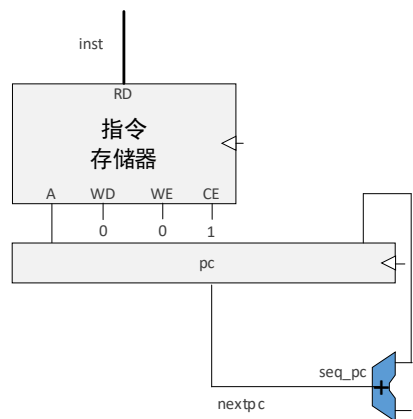 inst
RD
指令
存储器
A WD WE CE
0 0 1
pc
seq_pc
+
nextpc